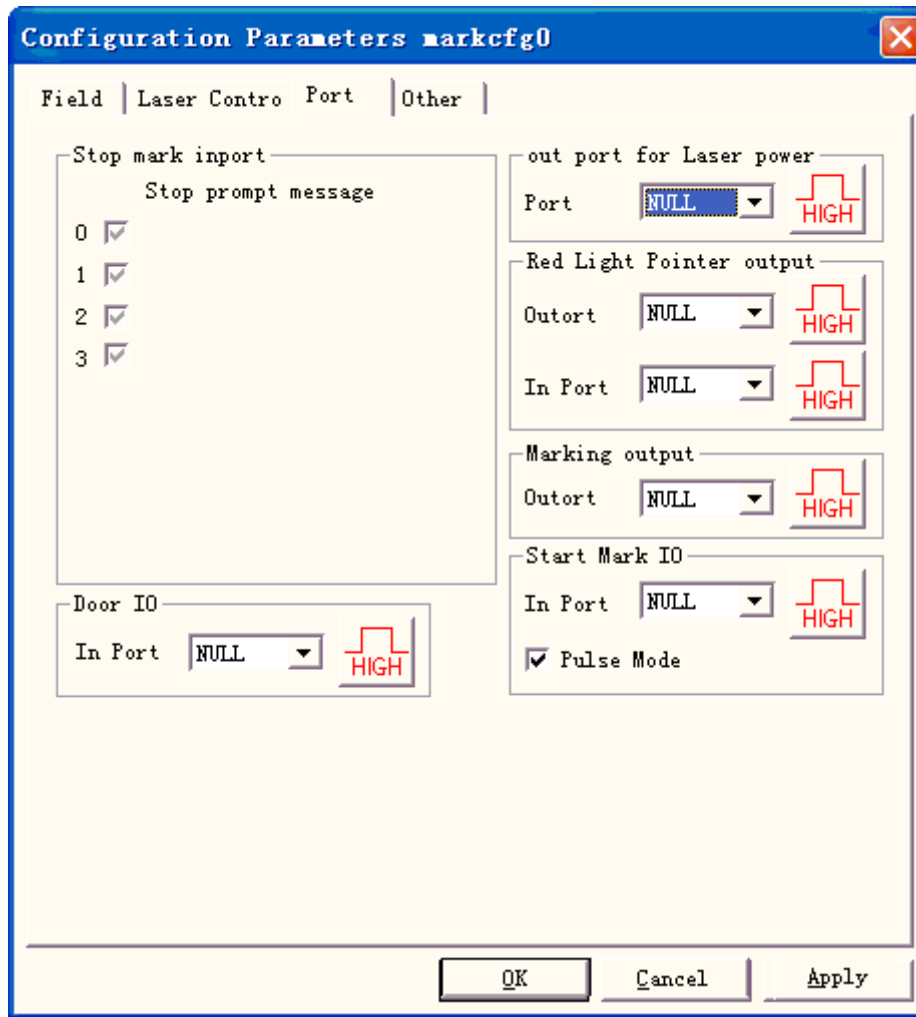 Configuration Parameters markcfg0
Field Laser Contro Port Other
Stop mark inport
Stop prompt message
0
1
2
3
Door IO
In Port NULL HIGH
out port for Laser power
Port NULL HIGH
Red Light Pointer output
Outort NULL HIGH
In Port NULL HIGH
Marking output
Outort NULL HIGH
Start Mark IO
In Port NULL HIGH
Pulse Mode
OK Cancel Apply